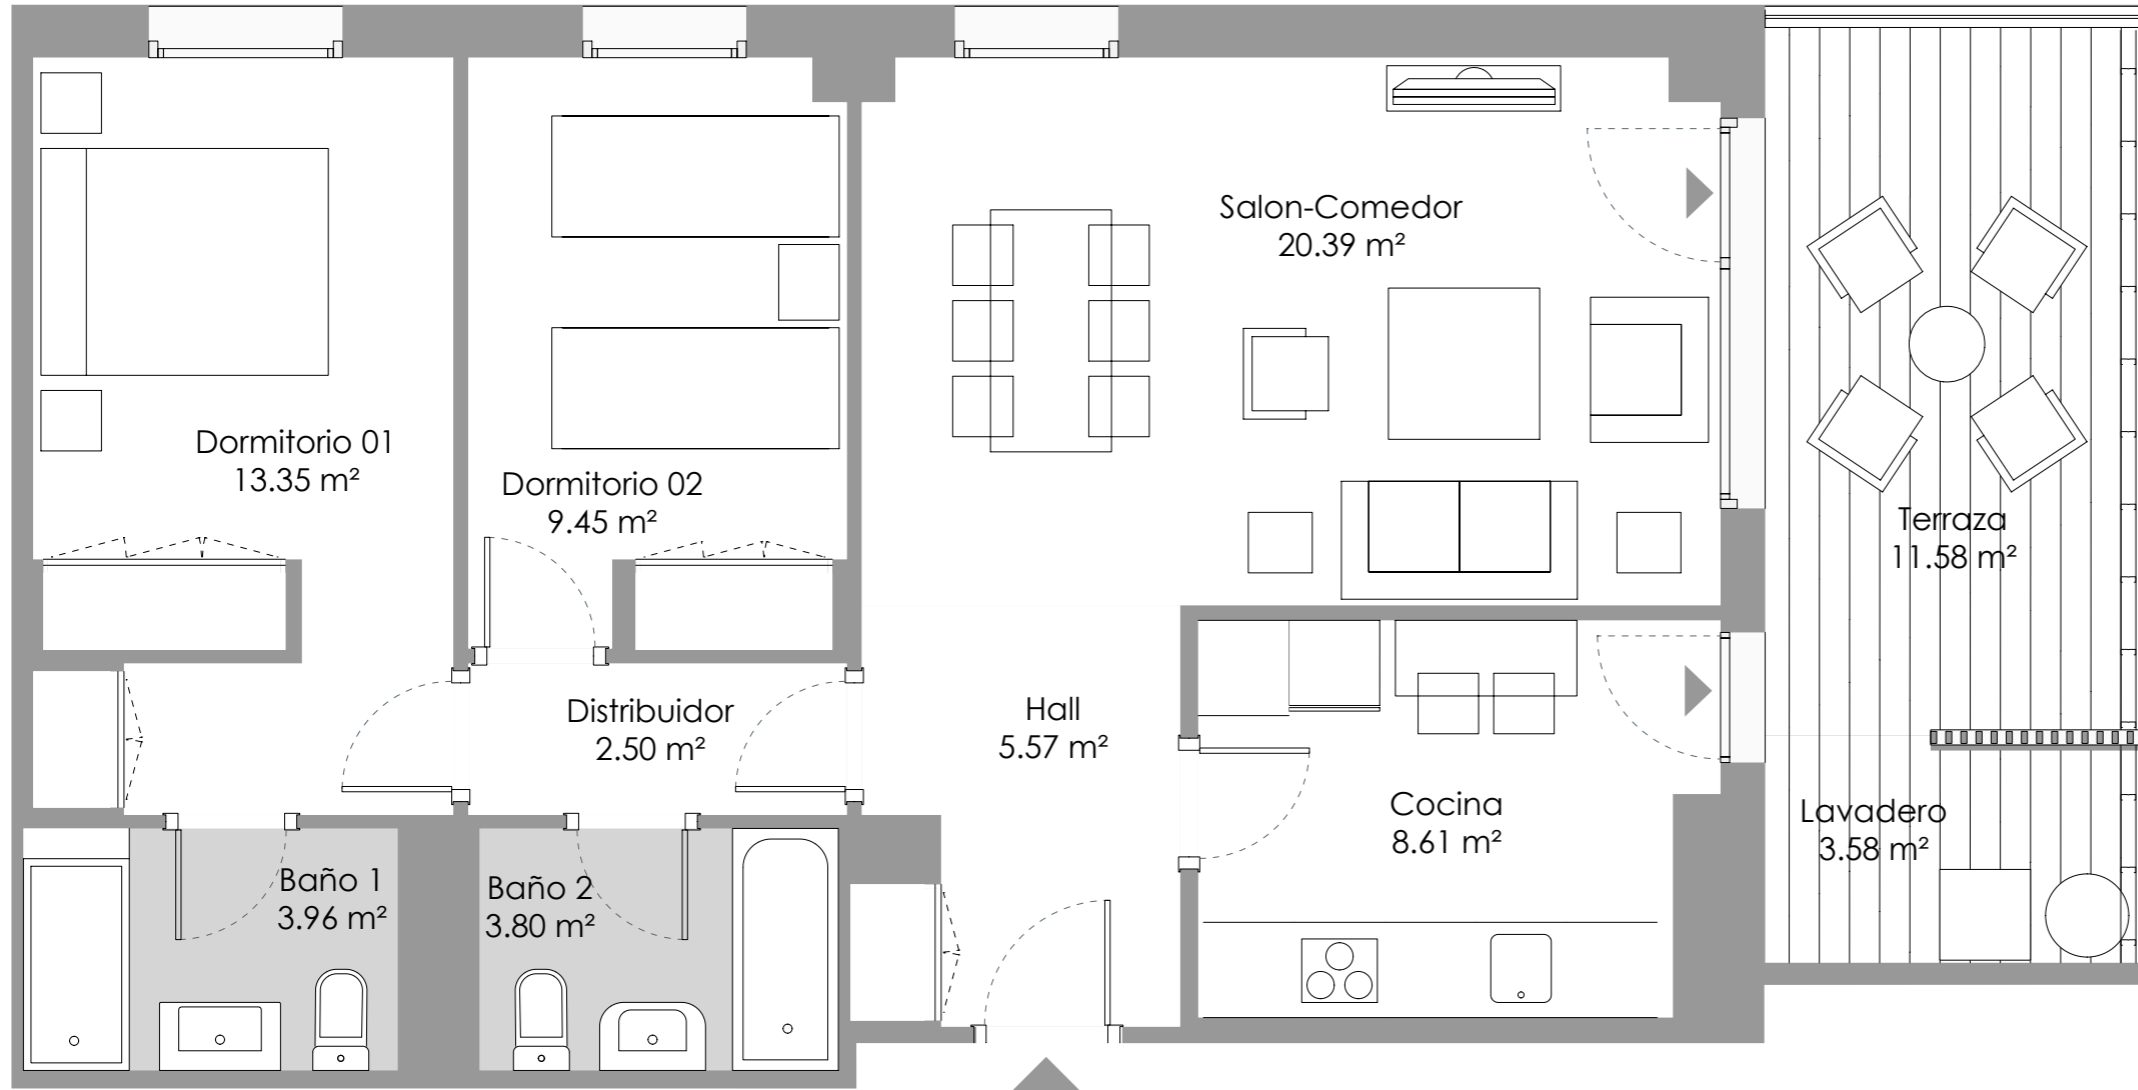 Salon-Comedor
20.39 m²
Dormitorio 01
13.35 m²
Dormitorio 02
9.45 m²
Terraza
11.58 m²
Distribuidor
2.50 m²
Hall
5.57 m²
Cocina
8.61 m²
Lavadero
3.58 m²
Baño 1
3.96 m²
Baño 2
3.80 m²